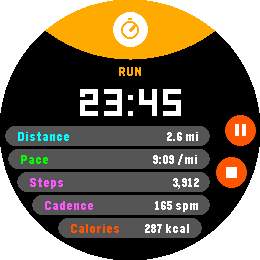 RUN
23:45
Distance 2.6 mi
Pace 9:09 /mi
Steps 3,912
Cadence 165 spm
Calories 287 kcal